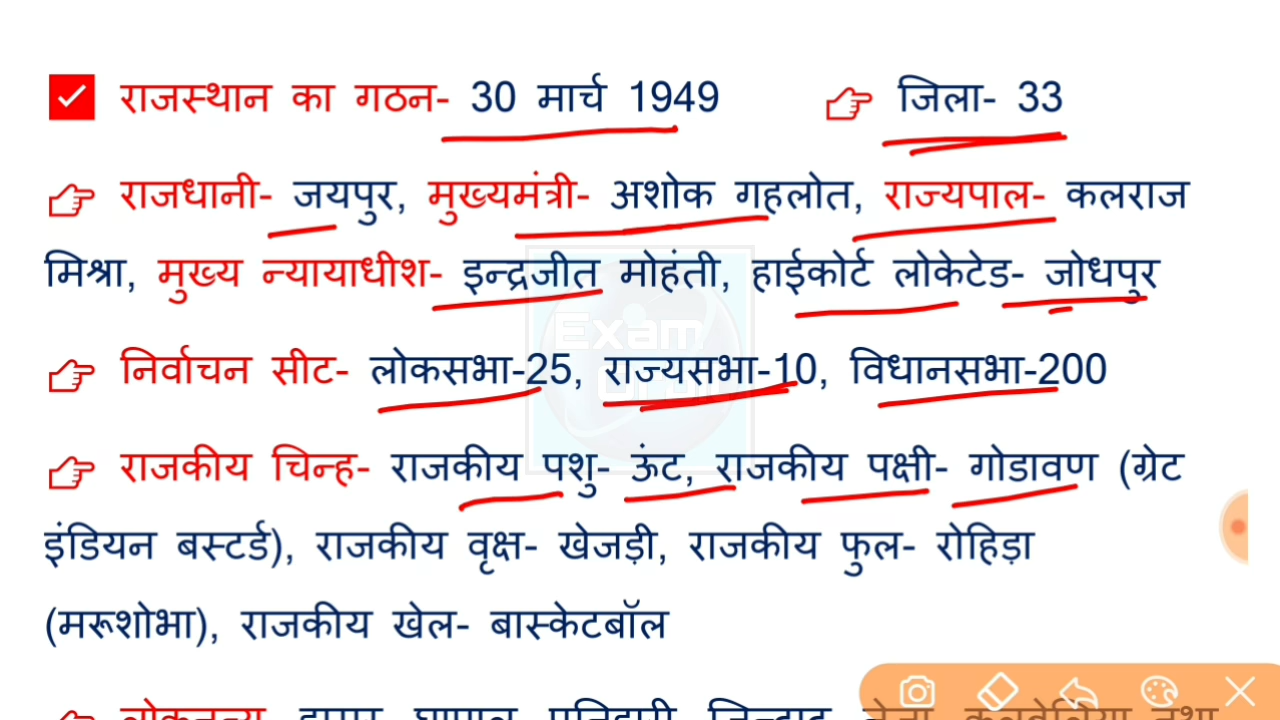 राजस्थान का गठन- 30 मार्च 1949 जिला- 33
राजधानी- जयपुर, मुख्यमंत्री- अशोक गहलोत, राज्यपाल- कलराज
मिश्रा, मुख्य न्यायाधीश- इन्द्रजीत मोहंती, हाईकोर्ट लोकेटेड- जोधपुर
Exam
निर्वाचन सीट- लोकसभा-25, राज्यसभा-10, विधानसभा-200
राजकीय चिन्ह- राजकीय पशु- ऊंट, राजकीय पक्षी- गोडावण (ग्रेट
इंडियन बस्टर्ड), राजकीय वृक्ष- खेजड़ी, राजकीय फुल- रोहिड़ा
(मरूशोभा), राजकीय खेल- बास्केटबॉल